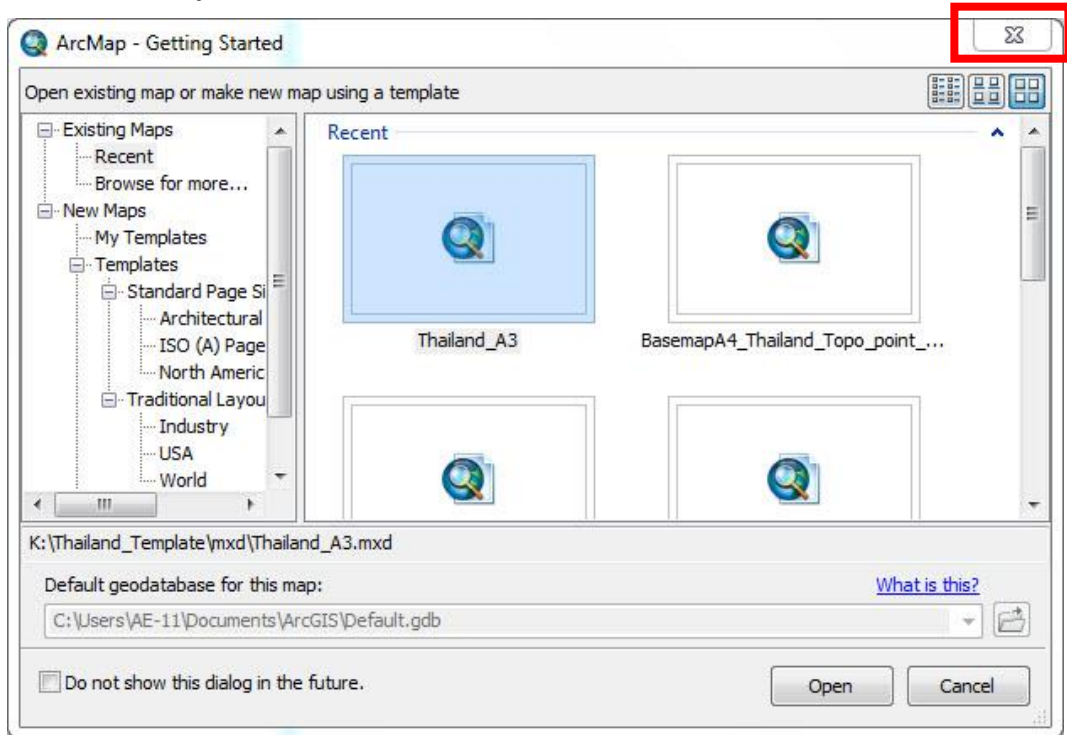 ArcMap - Getting Started
Open existing map or make new map using a template
Existing Maps
Recent
Browse for more...
New Maps
My Templates
Templates
Standard Page Si
Architectural
ISO (A) Page
North Americ
Traditional Layou
Industry
USA
World
Recent
Thailand_A3
BasemapA4_Thailand_Topo_point_...
K:\Thailand_Template\mxd\Thailand_A3.mxd
Default geodatabase for this map:
What is this?
C:\Users\AE-11\Documents\ArcGIS\Default.gdb
Do not show this dialog in the future.
Open
Cancel